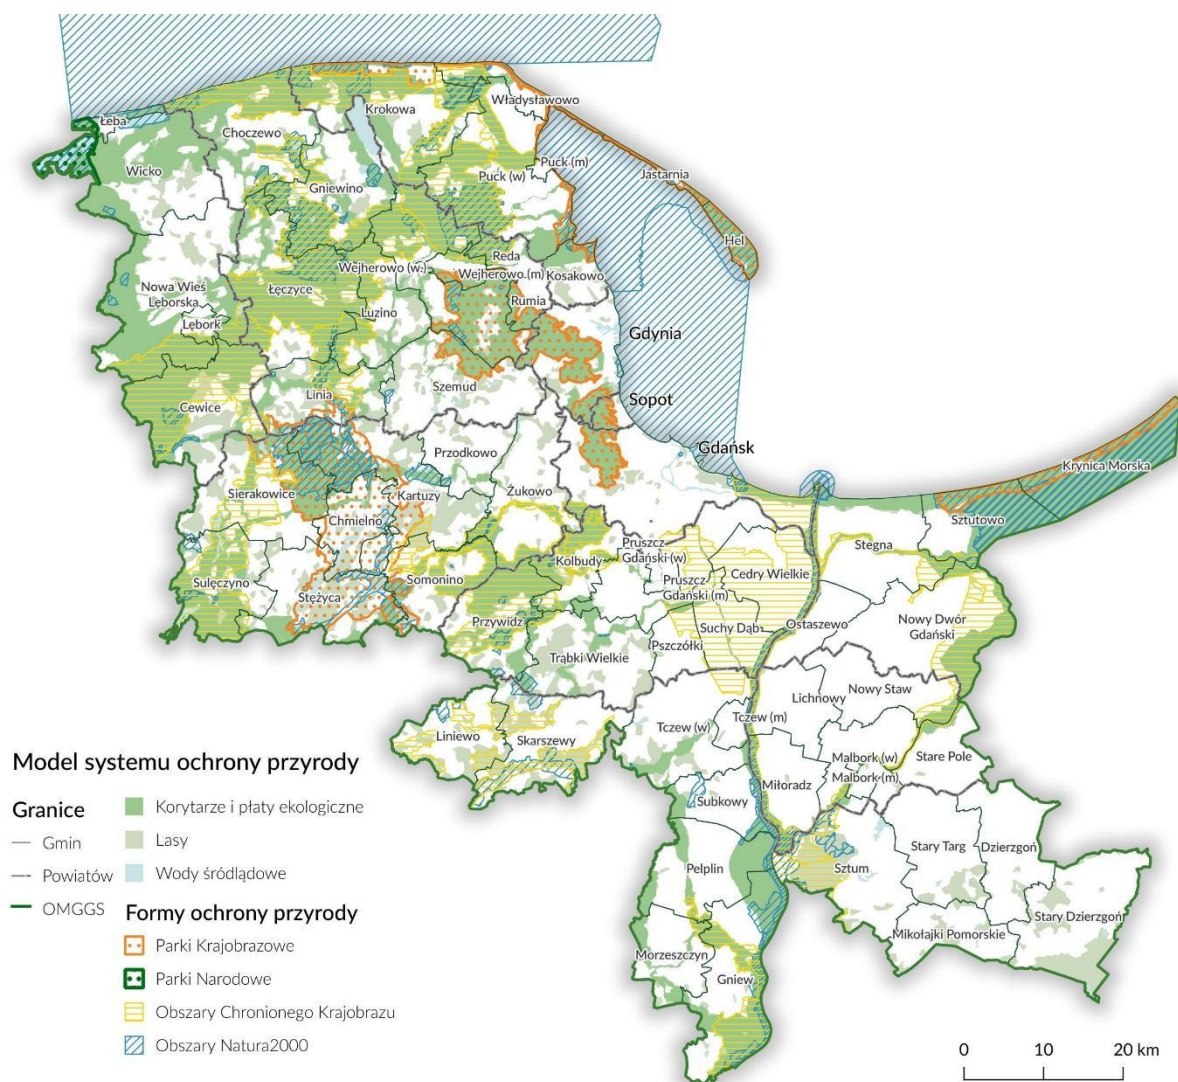 Władysławowo
Krokowa
Łeba
Choczewo
Wicko
Puck (m)
Puck (w)
Jastarnia
Gniewino
Hel
Reda
Wejherowo (w.)
Wejherowo.(m)
Kosakowo
Nowa Wieś
Lęborska
Łęczyce
Rumia
Luzino
Lębork
Gdynia
Szemud
Linia
Sopot
Cewice
Gdańsk
Przodkowo
Krynica Morska
Sierakowice
Kartuzy
Żukowo
Chmielno
Sztutowo
Pruszcz
Gdański (w)
Stegna
Kolbudy
Cedry Wielkie
Sulęczyno
Somonino
Pruszcz
Gdański (m)
Stężyca
Przywidz
Suchy Dąb
Ostaszewo
Nowy Dwór
Gdański
Pszczółki
Trąbki Wielkie
Nowy Staw
Lichnowy
Tczew (w)
Tczew (m)
Liniewo
Skarszewy
Malbork (w)
Stare Pole
Malbork (m)
Miłoradz
Subkowy
Stary Targ
Dzierzgoń
Pelplin
Sztum
Stary Dzierzgoń
Mikołajki Pomorskie
Morzeszczyn
Gniew
Model systemu ochrony przyrody
Granice
Gmin
Powiatów
OMGGS
Korytarze i płaty ekologiczne
Lasy
Wody śródlądowe
Formy ochrony przyrody
Parki Krajobrazowe
Parki Narodowe
Obszary Chronionego Krajobrazu
Obszary Natura2000
0 10 20 km